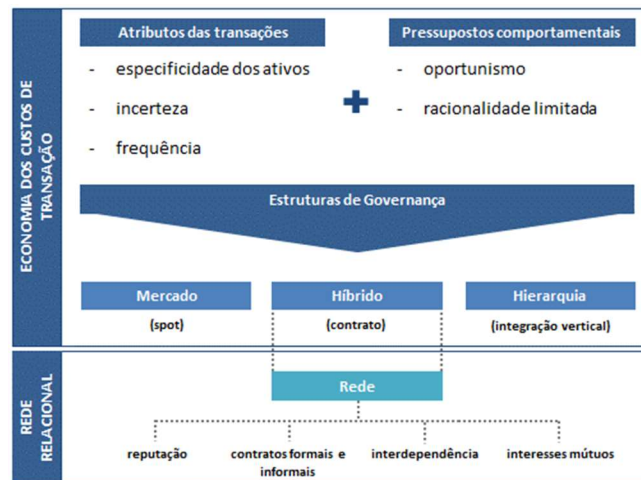 ECONOMIA DOS CUSTOS DE
TRANSAÇÃO
Atributos das transações
- especificidade dos ativos
- incerteza
- frequência
Pressupostos comportamentais
- oportunismo
- racionalidade limitada
Estruturas de Governança
Mercado
(spot)
Híbrido
(contrato)
Hierarquia
(integração vertical)
REDE
RELACIONAL
Rede
reputação
contratos formais e
informais
interdependência
interesses mútuos